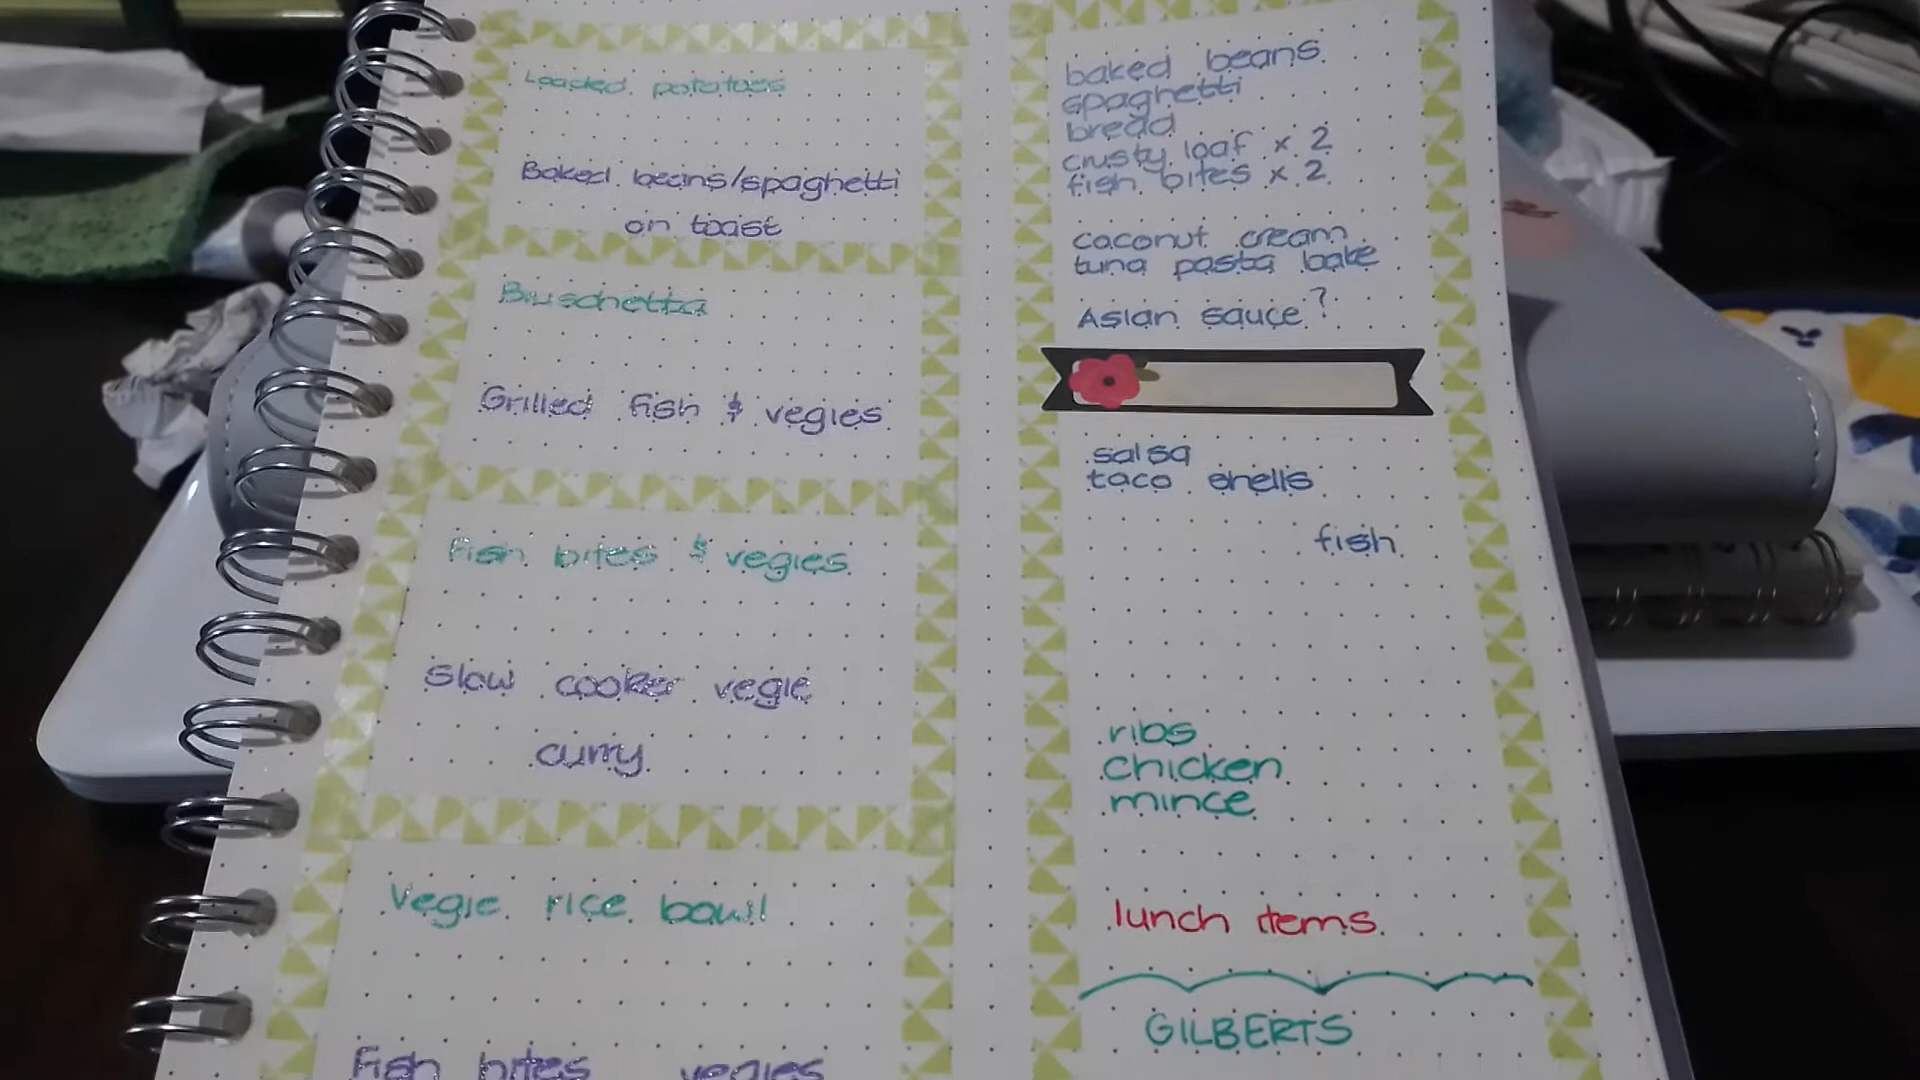 Loaded potatoes
Baked beans/spaghetti
on toast
Bruschetta
Grilled fish & vegies
Fish bites & vegies
Slow cooker vegie
curry
Vegie rice bowl
Fish bites vegies
baked beans
spaghetti
bread
crusty loaf x 2
fish bites x 2
coconut cream
tuna pasta bake
Asian sauce?
salsa
taco shells
fish
ribs
chicken
mince
lunch items
GILBERTS